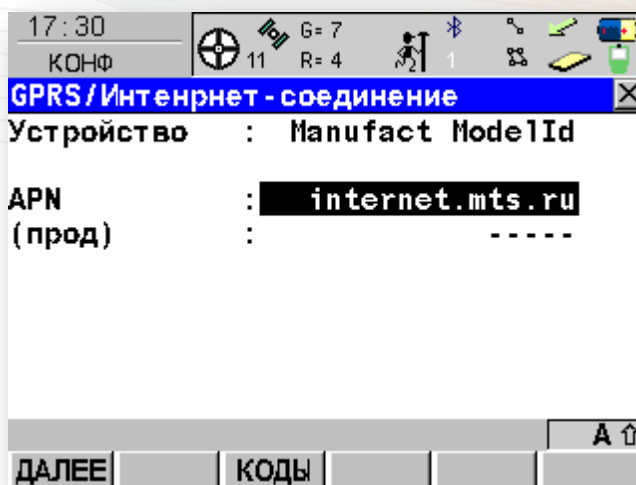 17:30
КОНФ
11
G= 7
R= 4
1
GPRS/Интенрнет-соединение
Устройство : Manufact ModelId
APN : internet.mts.ru
(прод) : -----
A
ДАЛЕЕ КОДЫ